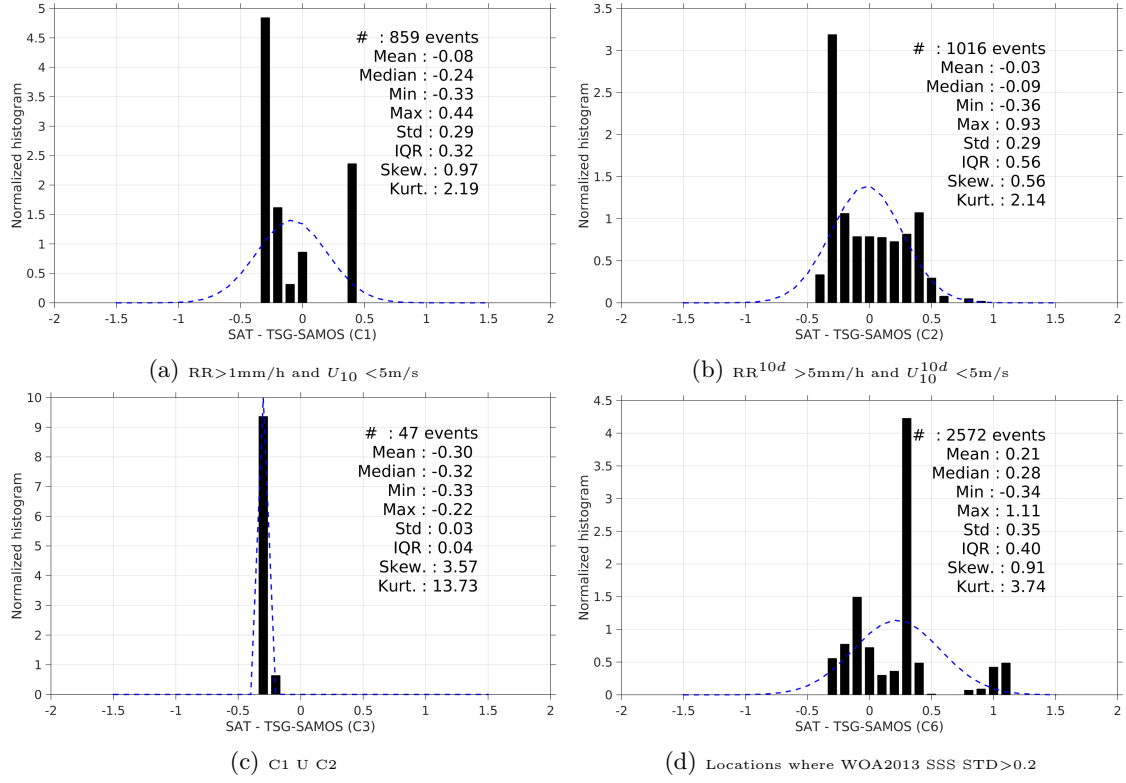 5
4.5
4
3.5
3
2.5
2
1.5
1
0.5
0
Normalized histogram
# : 859 events
Mean : -0.08
Median : -0.24
Min : -0.33
Max : 0.44
Std : 0.29
IQR : 0.32
Skew. : 0.97
Kurt. : 2.19
-2 -1.5 -1 -0.5 0 0.5 1 1.5 2
SAT - TSG-SAMOS (C1)
(a) RR>1mm/h and U10 <5m/s
3.5
3
2.5
2
1.5
1
0.5
0
Normalized histogram
# : 1016 events
Mean : -0.03
Median : -0.09
Min : -0.36
Max : 0.93
Std : 0.29
IQR : 0.56
Skew. : 0.56
Kurt. : 2.14
-2 -1.5 -1 -0.5 0 0.5 1 1.5 2
SAT - TSG-SAMOS (C2)
(b) RR^10d >5mm/h and U10^10d <5m/s
10
9
8
7
6
5
4
3
2
1
0
Normalized histogram
# : 47 events
Mean : -0.30
Median : -0.32
Min : -0.33
Max : -0.22
Std : 0.03
IQR : 0.04
Skew. : 3.57
Kurt. : 13.73
-2 -1.5 -1 -0.5 0 0.5 1 1.5 2
SAT - TSG-SAMOS (C3)
(c) C1 U C2
4.5
4
3.5
3
2.5
2
1.5
1
0.5
0
Normalized histogram
# : 2572 events
Mean : 0.21
Median : 0.28
Min : -0.34
Max : 1.11
Std : 0.35
IQR : 0.40
Skew. : 0.91
Kurt. : 3.74
-2 -1.5 -1 -0.5 0 0.5 1 1.5 2
SAT - TSG-SAMOS (C6)
(d) Locations where WOA2013 SSS STD>0.2